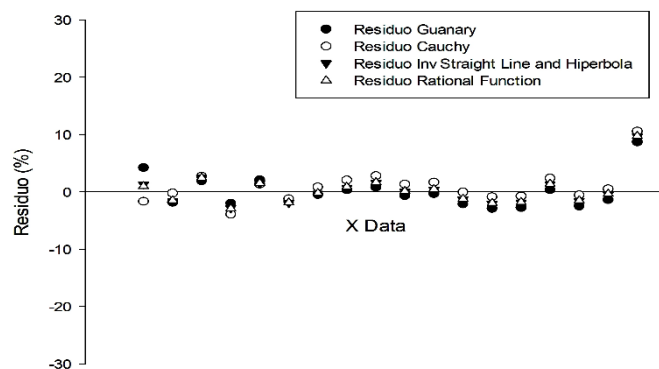 Residuo Guanary
Residuo Cauchy
Residuo Inv Straight Line and Hiperbola
Residuo Rational Function
30
20
10
0
-10
-20
-30
Residuo (%)
X Data